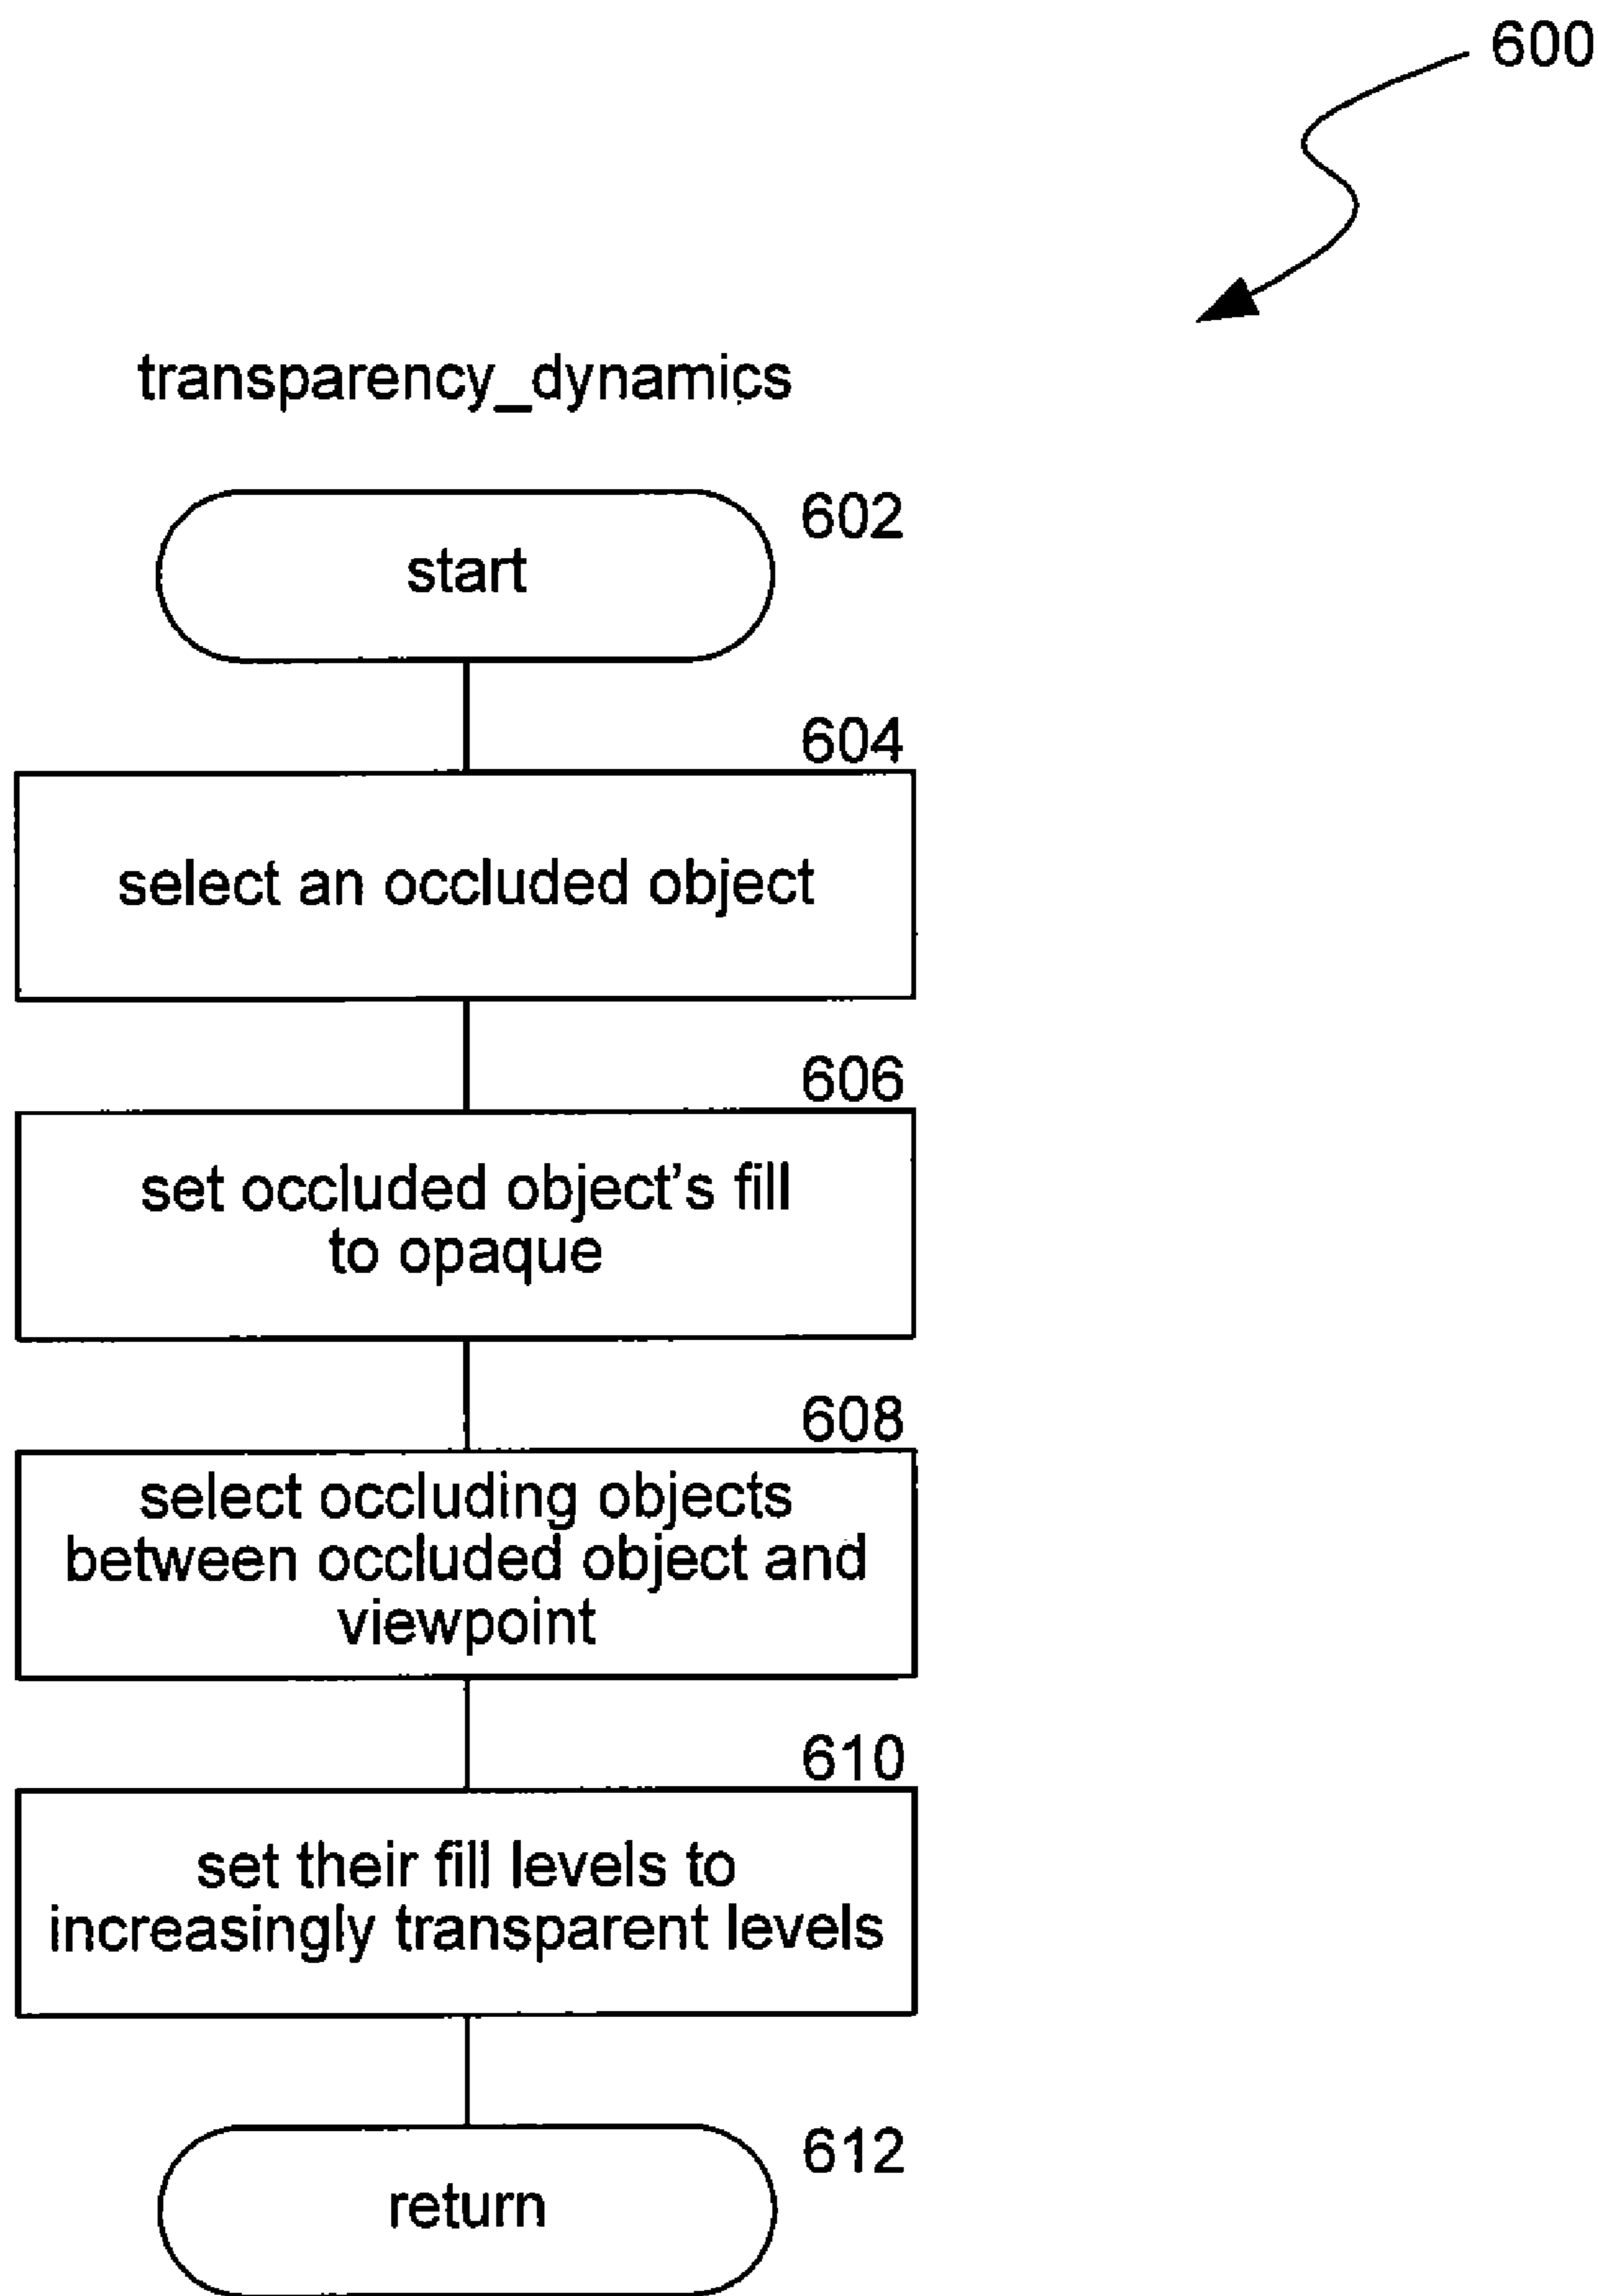 600
transparency_dynamics
602
start
604
select an occluded object
606
set occluded object's fill
to opaque
608
select occluding objects
between occluded object and
viewpoint
610
set their fill levels to
increasingly transparent levels
612
return